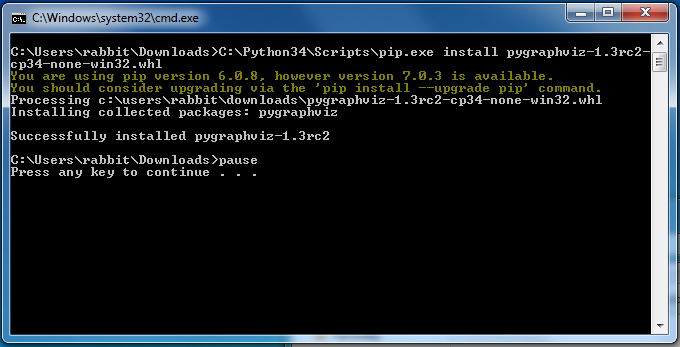 C:\Windows\system32\cmd.exe
C:\Users\rabbit\Downloads>C:\Python34\Scripts\pip.exe install pygraphviz-1.3rc2-
cp34-none-win32.whl
You are using pip version 6.0.8, however version 7.0.3 is available.
You should consider upgrading via the 'pip install --upgrade pip' command.
Processing c:\users\rabbit\downloads\pygraphviz-1.3rc2-cp34-none-win32.whl
Installing collected packages: pygraphviz
Successfully installed pygraphviz-1.3rc2
C:\Users\rabbit\Downloads>pause
Press any key to continue . . .